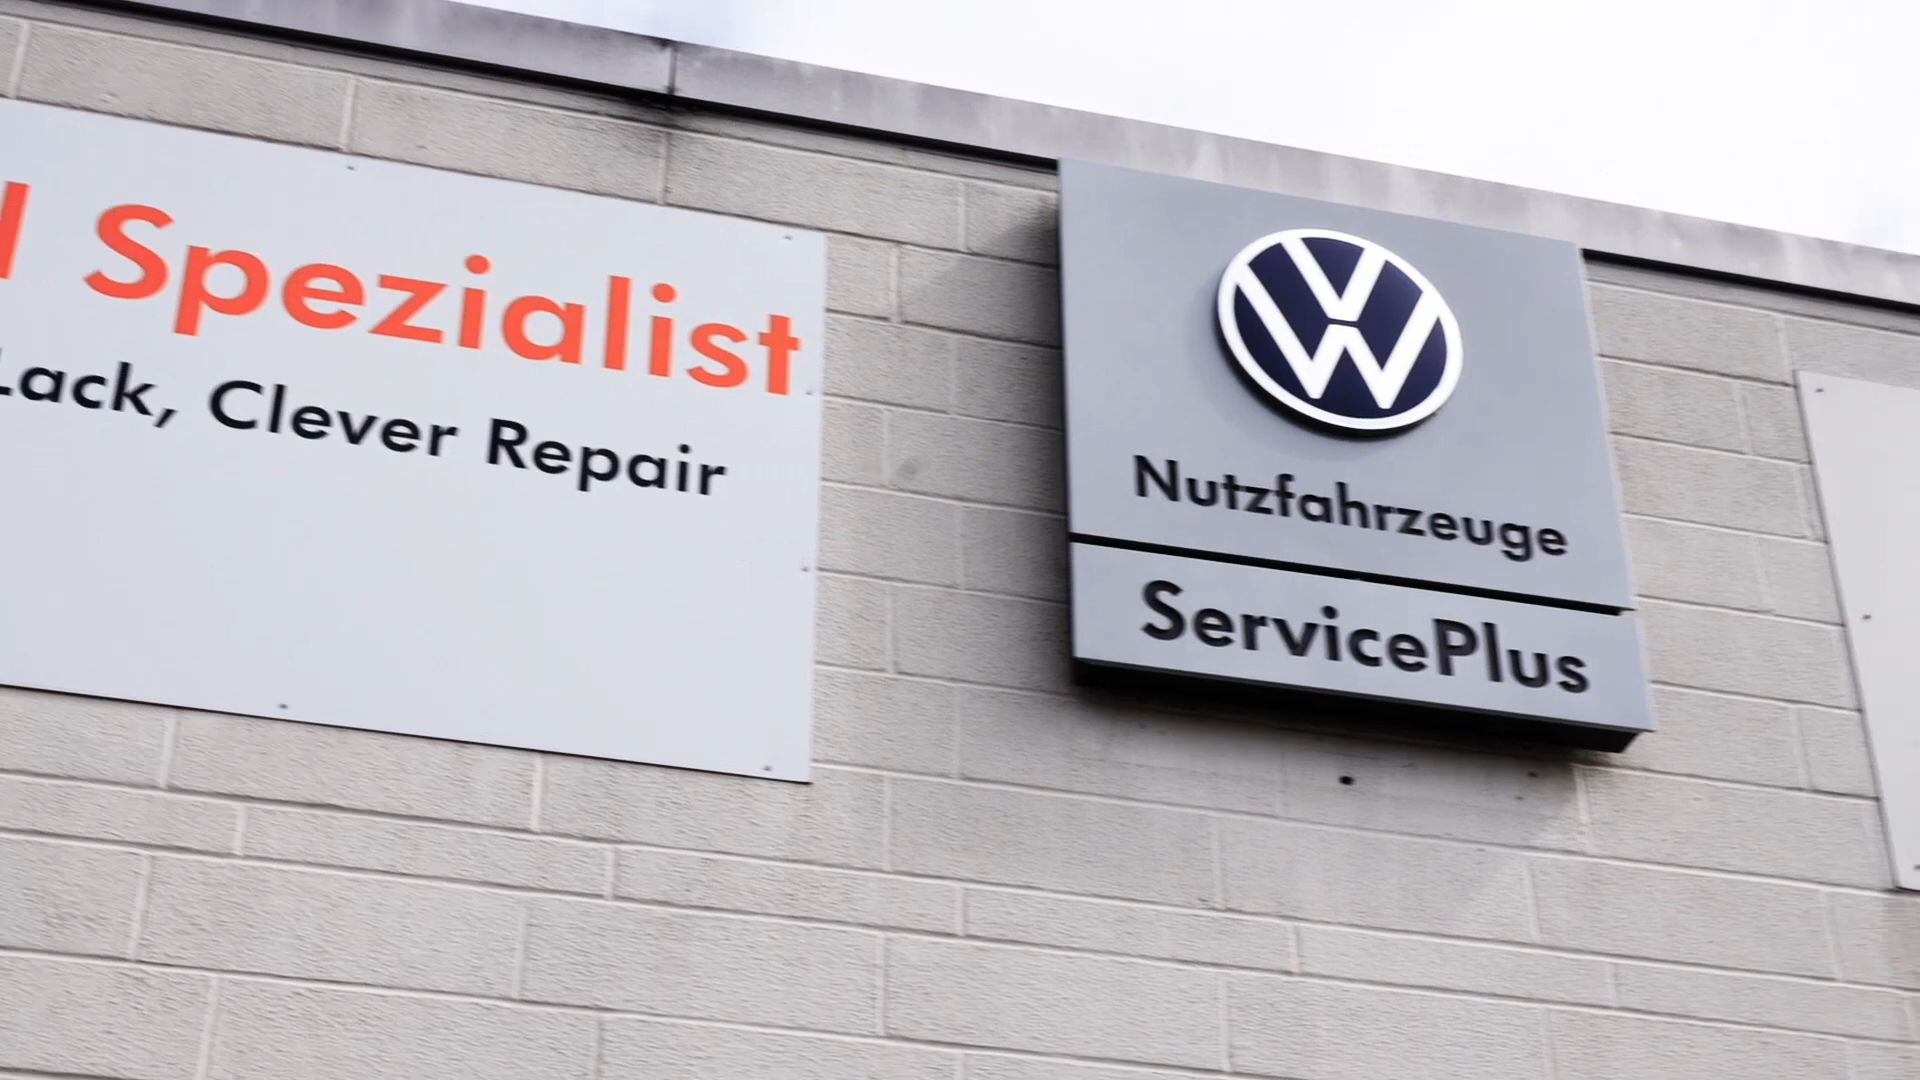 Spezialist
Lack, Clever Repair
Nutzfahrzeuge
ServicePlus